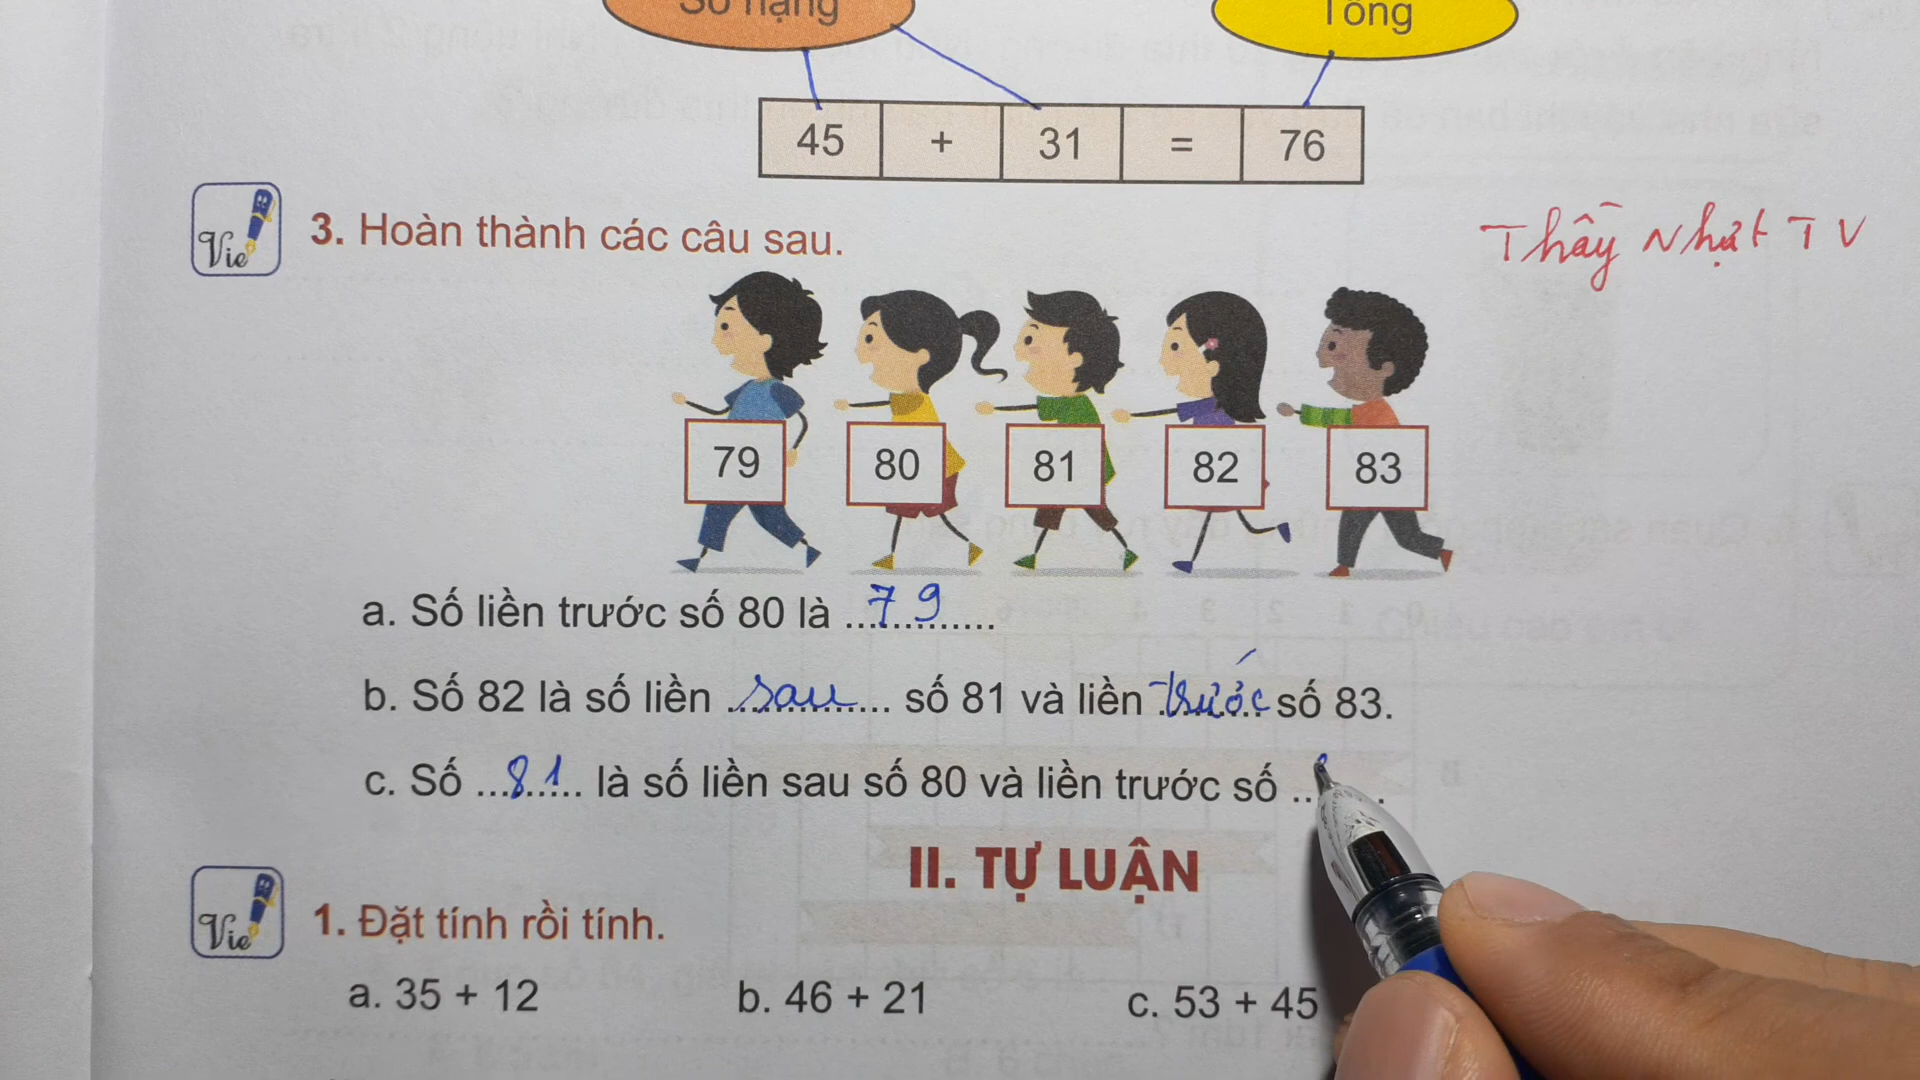 Số hạng
Tổng
45 + 31 = 76
Vie
3. Hoàn thành các câu sau.
Thầy Nhựt TV
79 80 81 82 83
a. Số liền trước số 80 là ...79...
b. Số 82 là số liền ...sau... số 81 và liền trước số 83.
c. Số ...81... là số liền sau số 80 và liền trước số ...
II. TỰ LUẬN
Vie
1. Đặt tính rồi tính.
a. 35 + 12 b. 46 + 21 c. 53 + 45